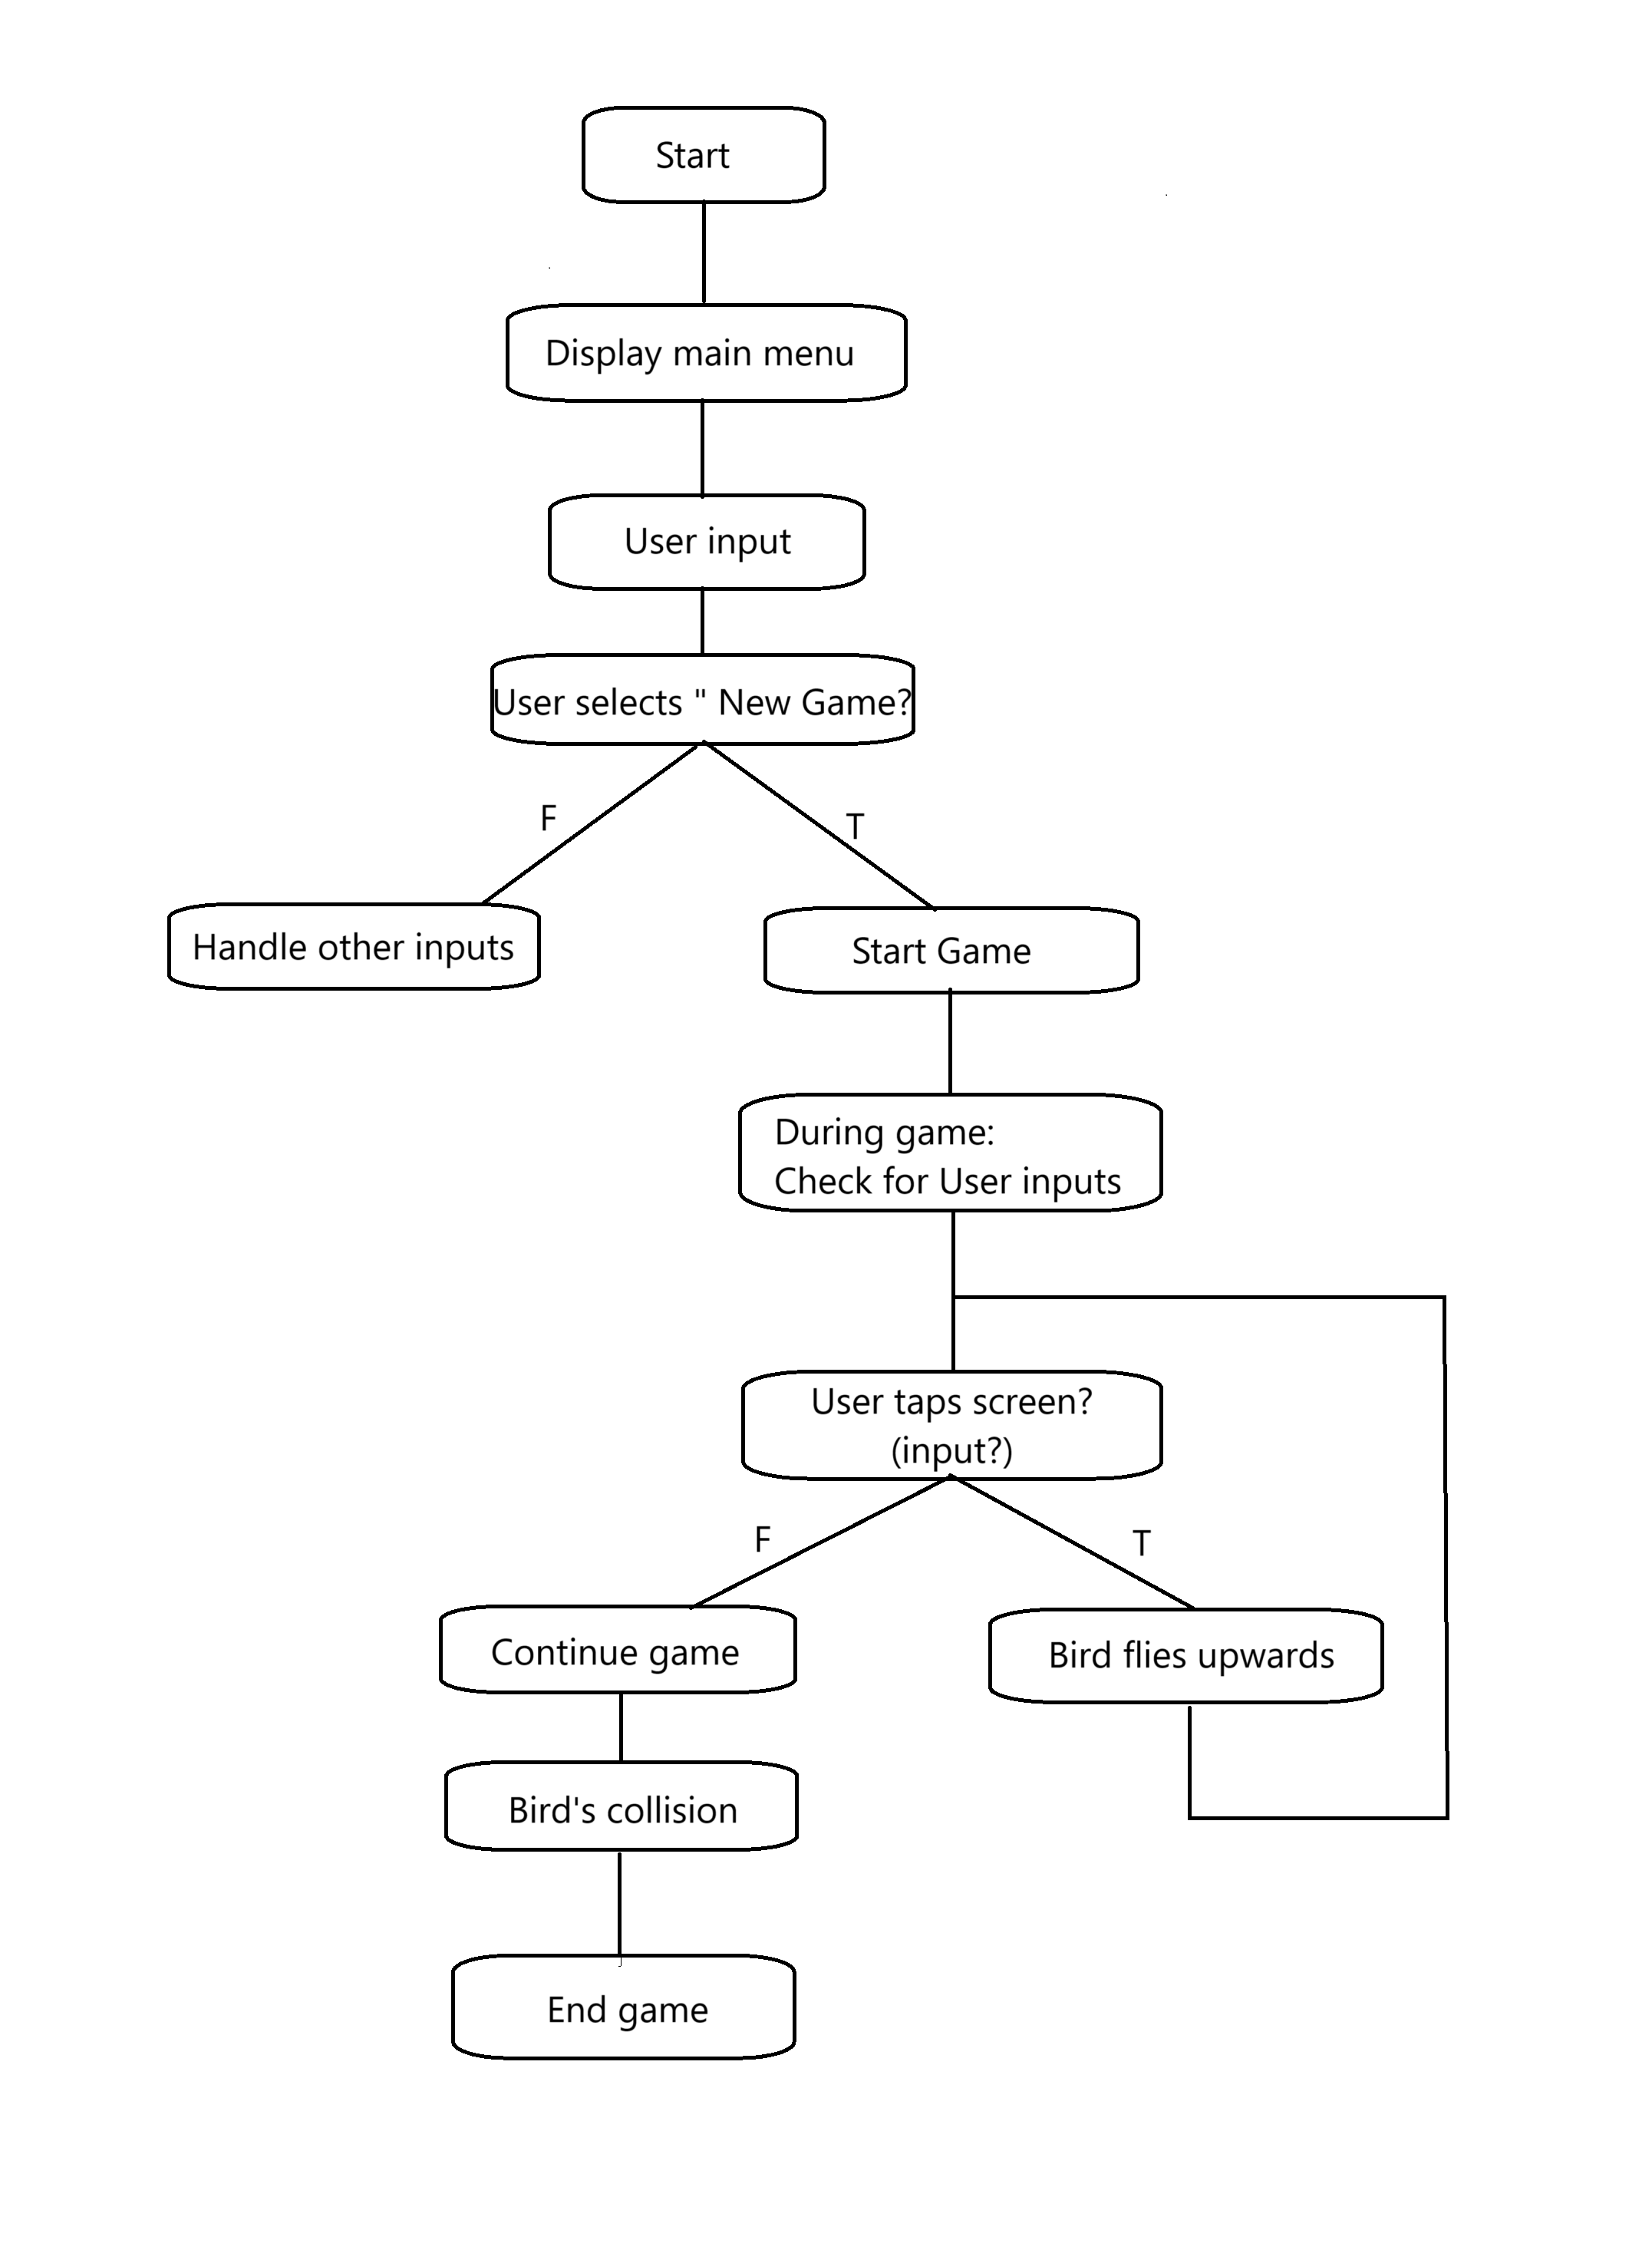 Start
Display main menu
User input
User selects " New Game?
F
T
Handle other inputs
Start Game
During game:
Check for User inputs
User taps screen?
(input?)
F
T
Continue game
Bird flies upwards
Bird's collision
End game